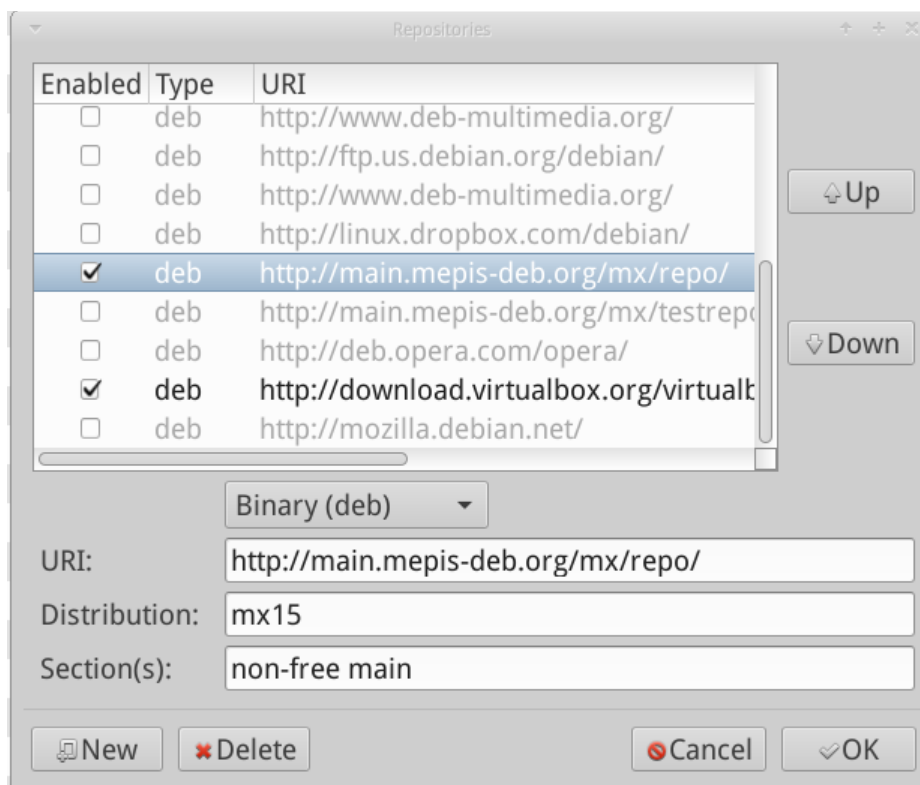 Repositories
Enabled Type URI
deb http://www.deb-multimedia.org/
deb http://ftp.us.debian.org/debian/
deb http://www.deb-multimedia.org/
deb http://linux.dropbox.com/debian/
deb http://main.mepis-deb.org/mx/repo/
deb http://main.mepis-deb.org/mx/testrepo
deb http://deb.opera.com/opera/
deb http://download.virtualbox.org/virtualb
deb http://mozilla.debian.net/
Up
Down
Binary (deb)
URI: http://main.mepis-deb.org/mx/repo/
Distribution: mx15
Section(s): non-free main
New Delete Cancel OK